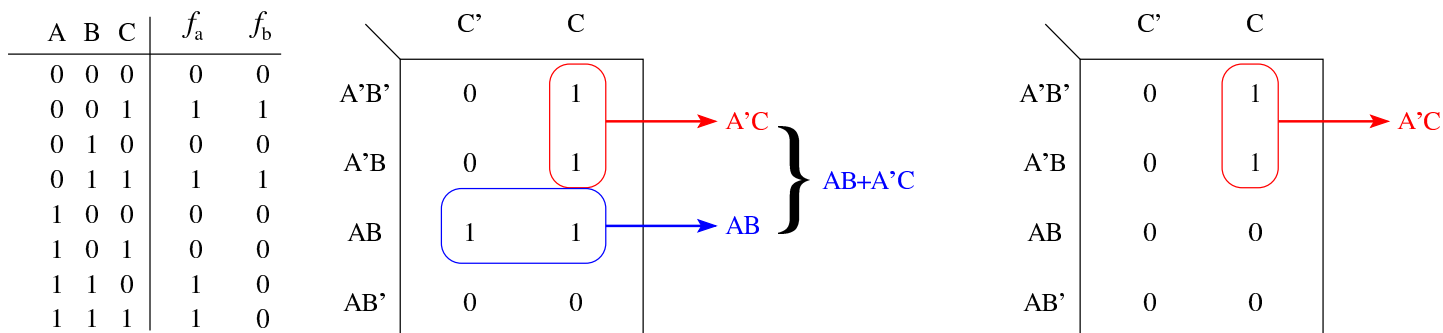 A B C fa fb
0 0 0 0 0
0 0 1 1 1
0 1 0 0 0
0 1 1 1 1
1 0 0 0 0
1 0 1 0 0
1 1 0 1 0
1 1 1 1 0
C' C
A'B' 0 1
A'C
A'B 0 1
AB+A'C
AB 1 1
AB
AB' 0 0
C' C
A'B' 0 1
A'C
A'B 0 1
AB 0 0
AB' 0 0